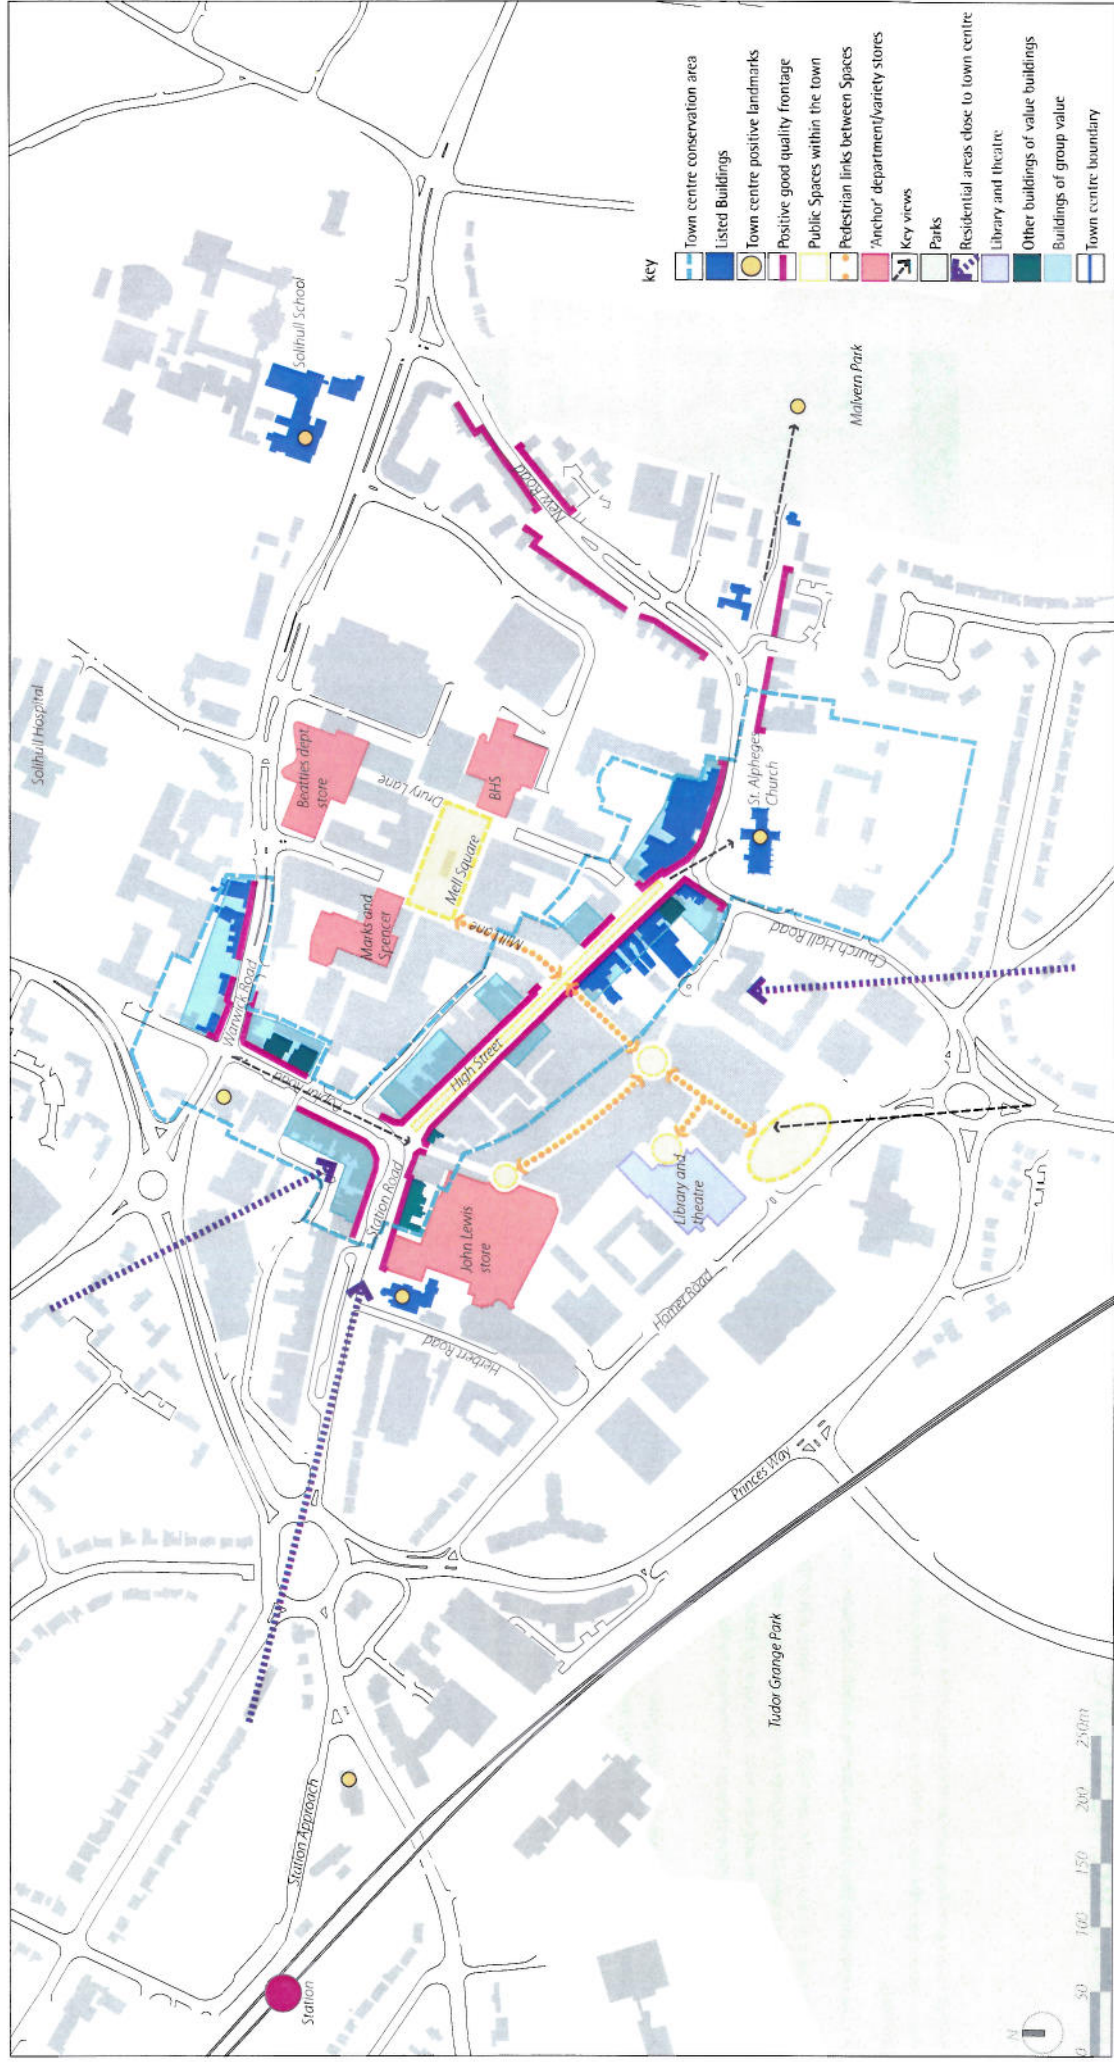 Solihull Hospital
Solihull School
Station
Station Approach
Warwick Road
Poplar Road
Station Road
Herbert Road
High Street
Mill Lane
Drury Lane
Mell Square
Beatties dept.
store
Marks and
Spencer
BHS
John Lewis
store
Library and
theatre
Homer Road
Princes Way
Church Hall Road
St. Alpheges
Church
New Road
Malvern Park
Tudor Grange Park
N
0 50 100 150 200 250m
key
Town centre conservation area
Listed Buildings
Town centre positive landmarks
Positive good quality frontage
Public Spaces within the town
Pedestrian links between Spaces
'Anchor' department/variety stores
Key views
Parks
Residential areas close to town centre
Library and theatre
Other buildings of value buildings
Buildings of group value
Town centre boundary